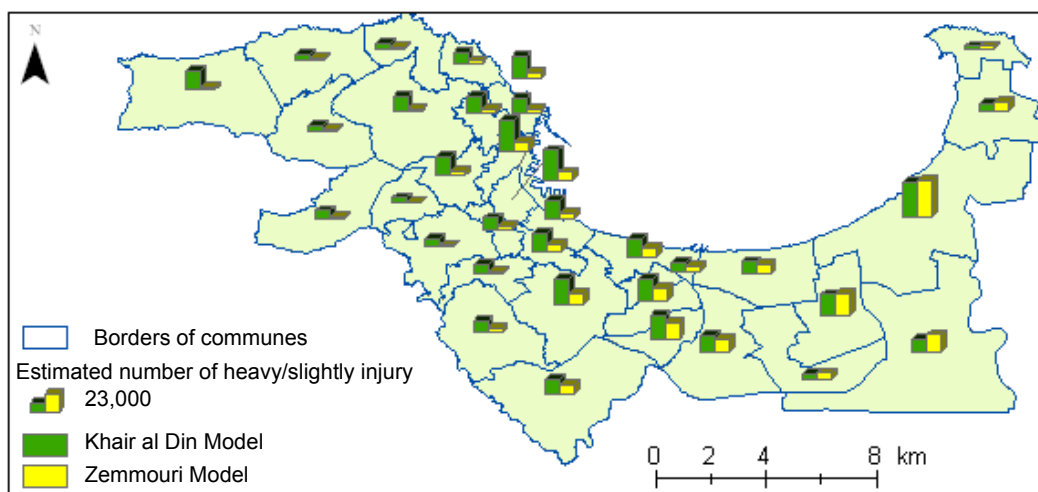 N
Borders of communes
Estimated number of heavy/slightly injury
23,000
Khair al Din Model
Zemmouri Model
0 2 4 8 km